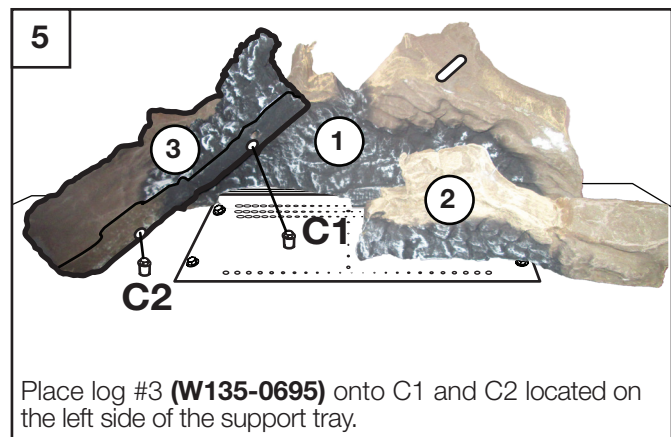 5
3
1
2
C1
C2
Place log #3 (W135-0695) onto C1 and C2 located on
the left side of the support tray.